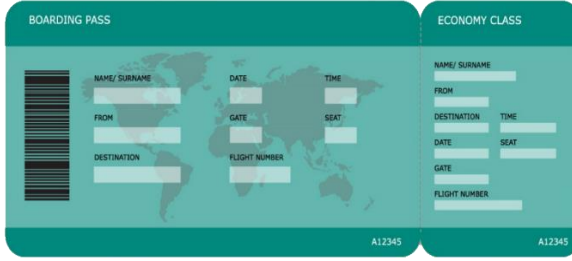 BOARDING PASS
NAME/ SURNAME DATE TIME
FROM GATE SEAT
DESTINATION FLIGHT NUMBER
A12345
ECONOMY CLASS
NAME/ SURNAME
FROM
DESTINATION TIME
DATE SEAT
GATE
FLIGHT NUMBER
A12345